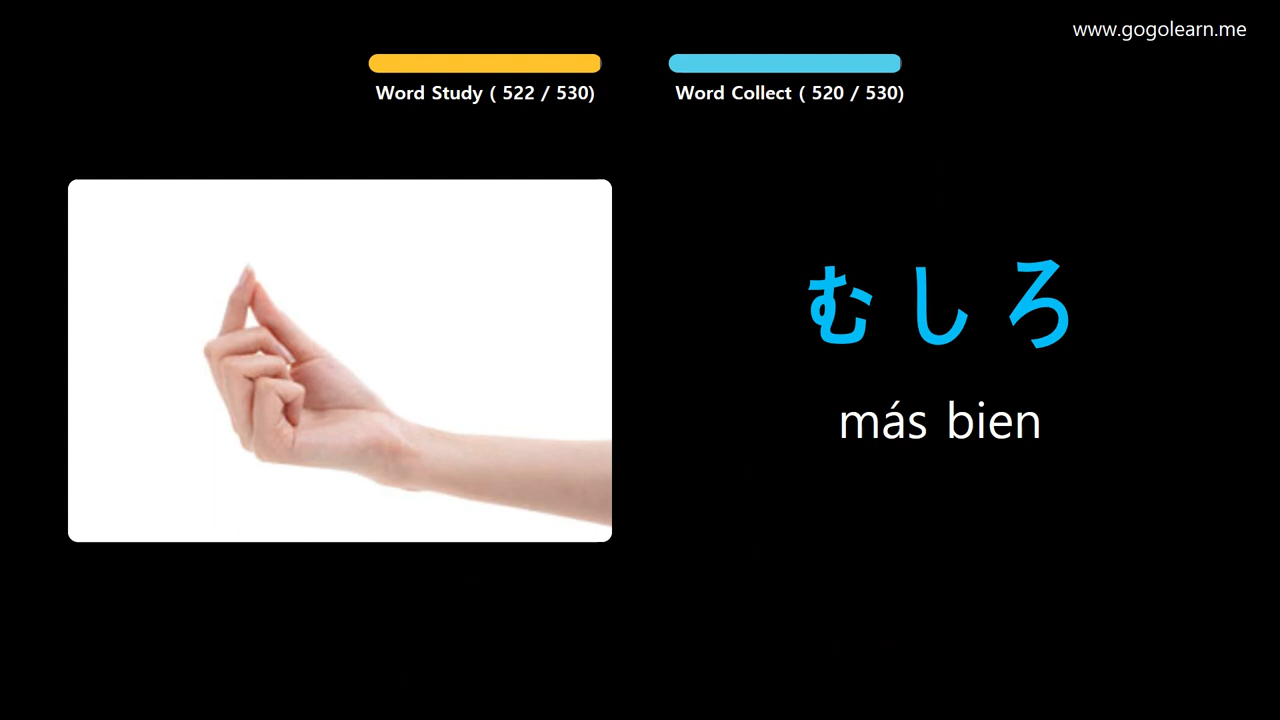 www.gogolearn.me
Word Study ( 522 / 530)
Word Collect ( 520 / 530)
むしろ
más bien